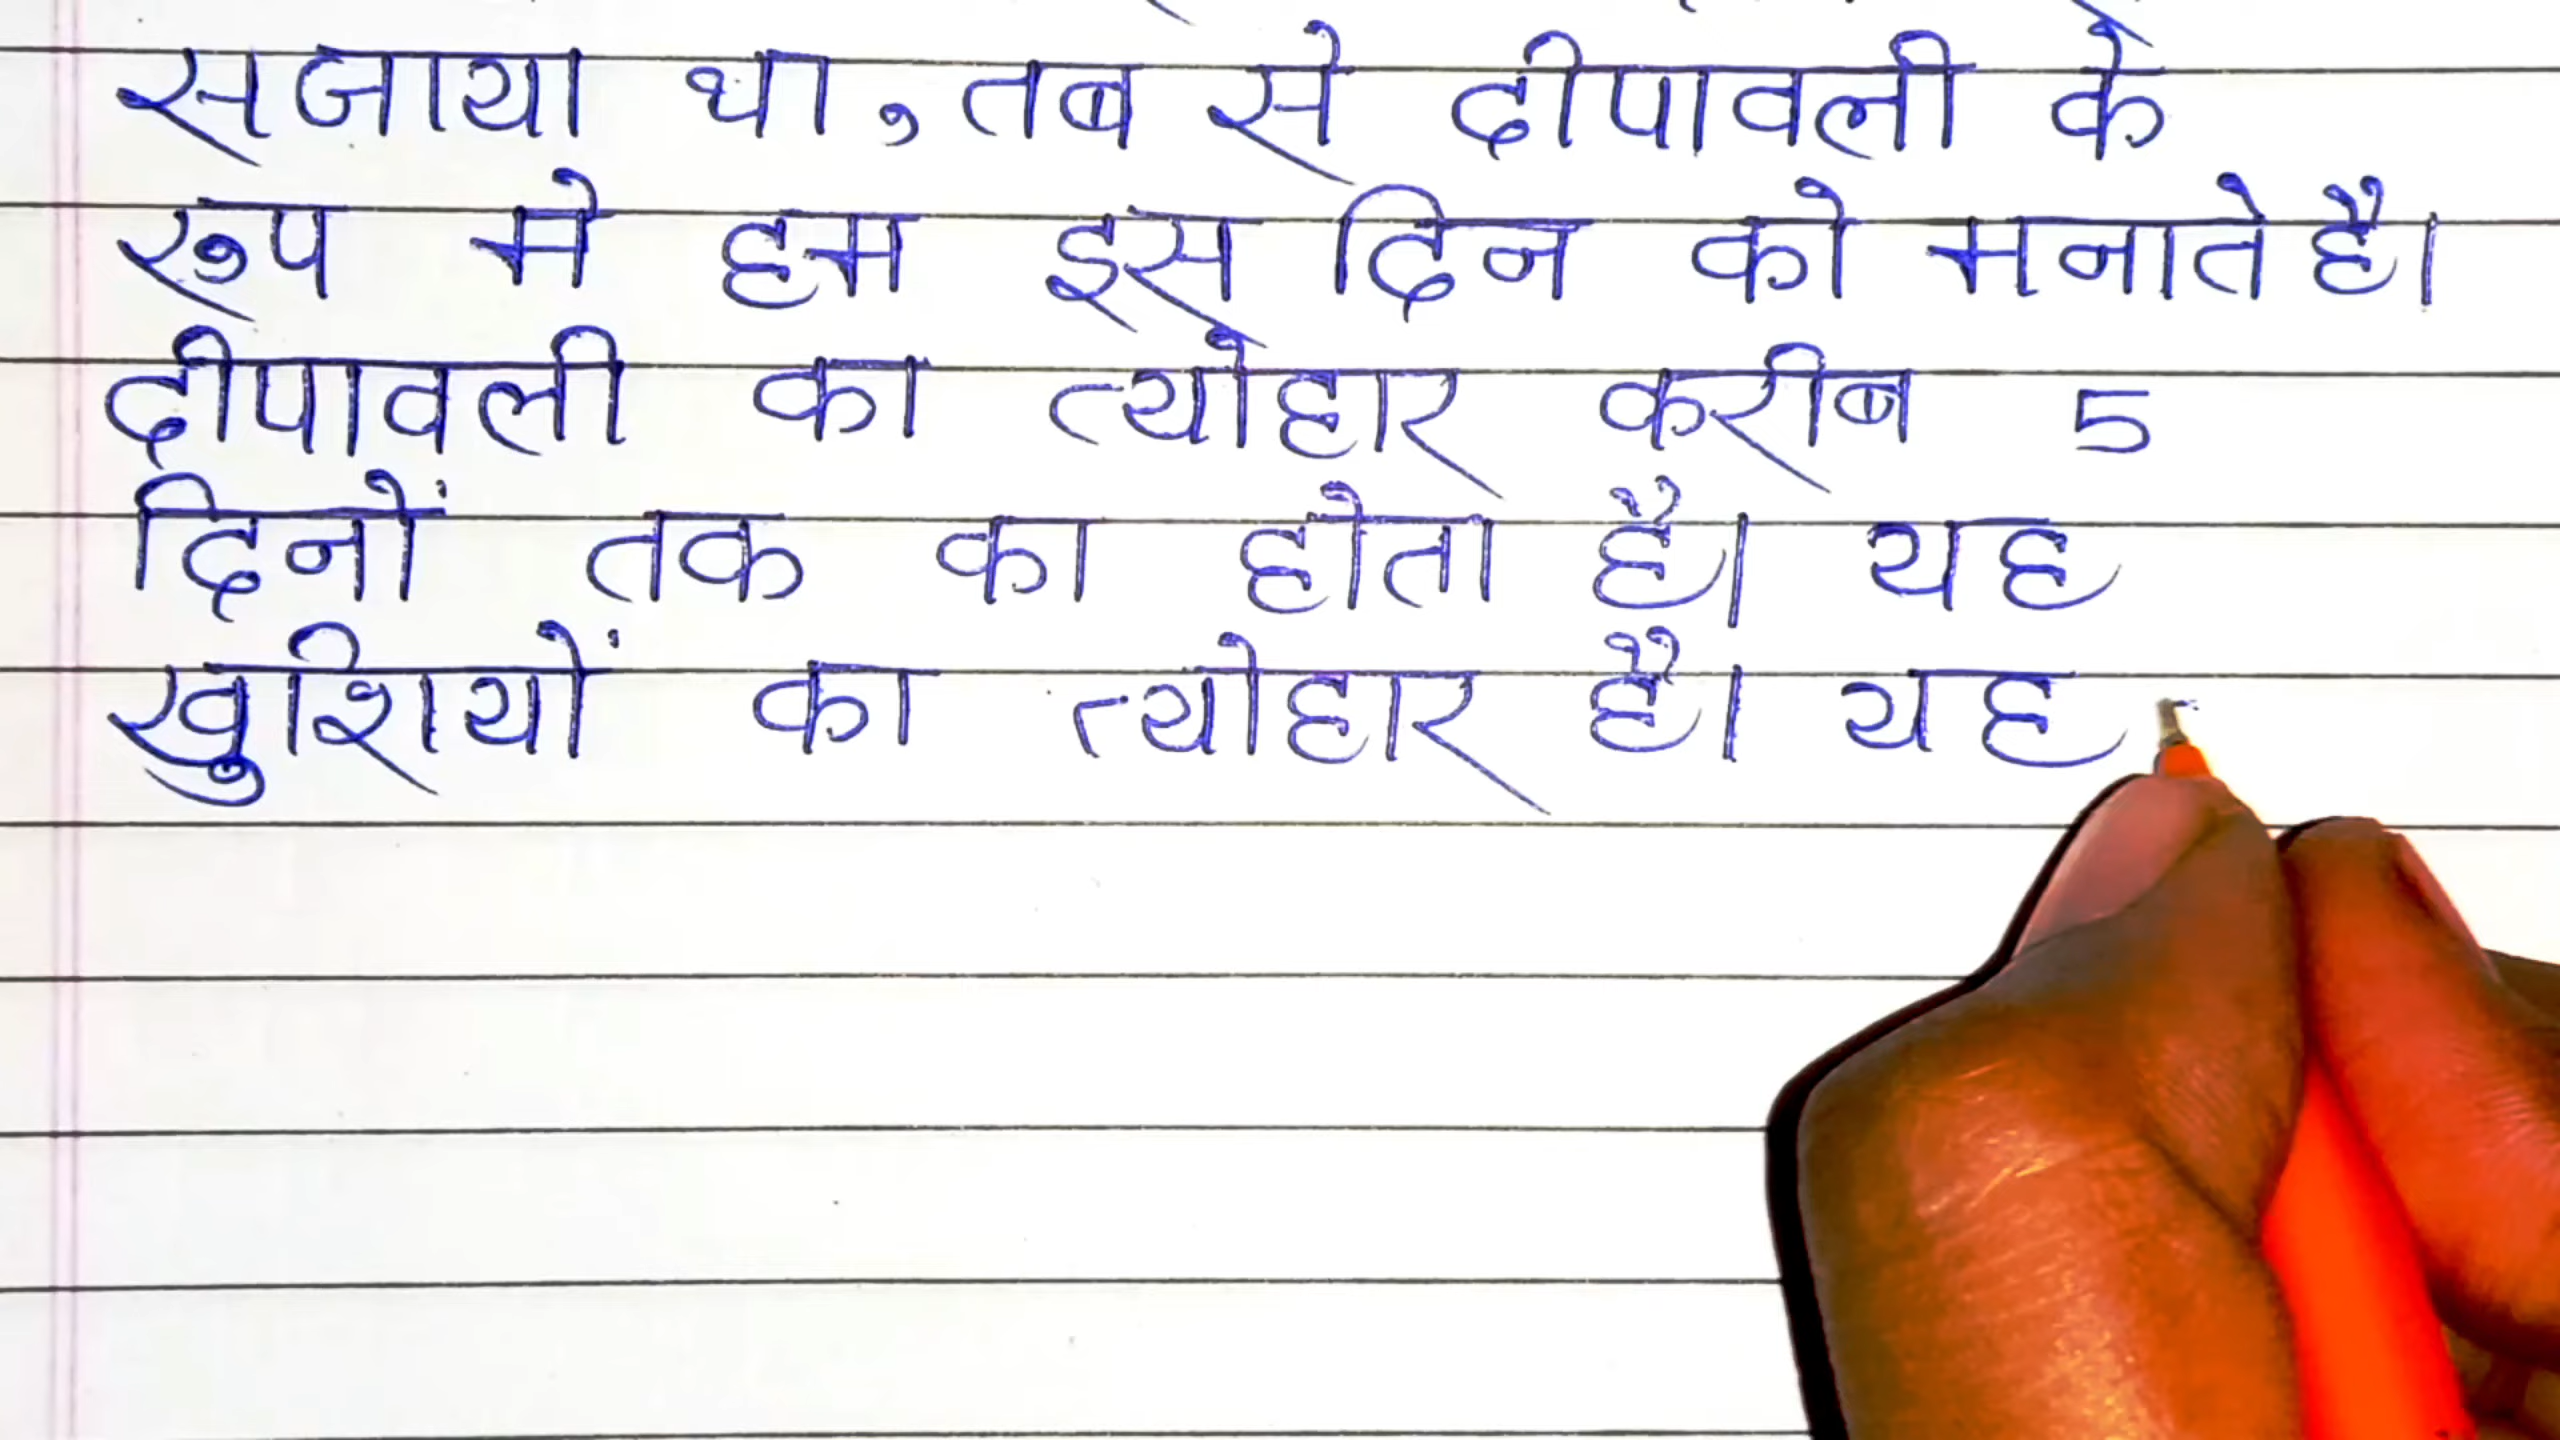 सजाया था, तब से दीपावली के
रूप मे हम इस दिन को मनाते है।
दीपावली का त्योहार करीब 5
दिनों तक का होता है। यह
खुशियों का त्योहार है। यह